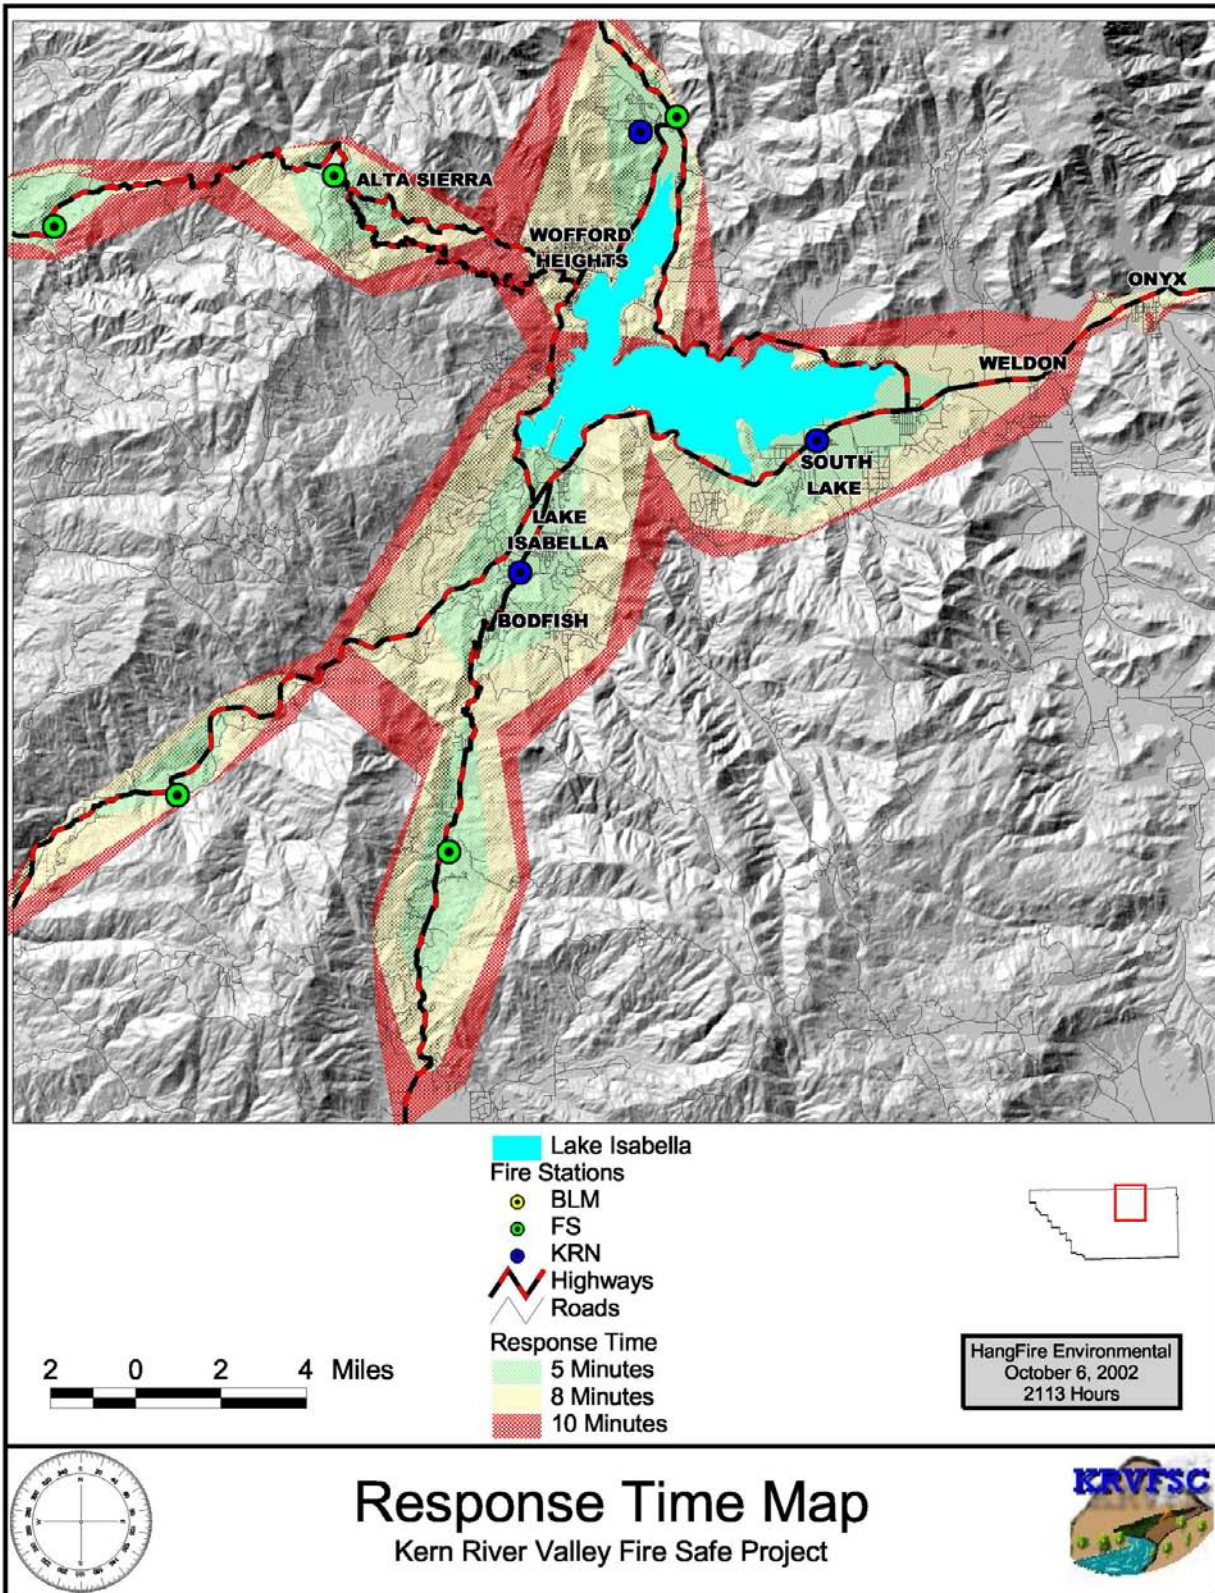 ALTA SIERRA
WOFFORD
HEIGHTS
ONYX
WELDON
SOUTH
LAKE
LAKE
ISABELLA
BODFISH
Lake Isabella
Fire Stations
BLM
FS
KRN
Highways
Roads
Response Time
5 Minutes
8 Minutes
10 Minutes
2 0 2 4 Miles
HangFire Environmental
October 6, 2002
2113 Hours
Response Time Map
Kern River Valley Fire Safe Project
KRVFSC